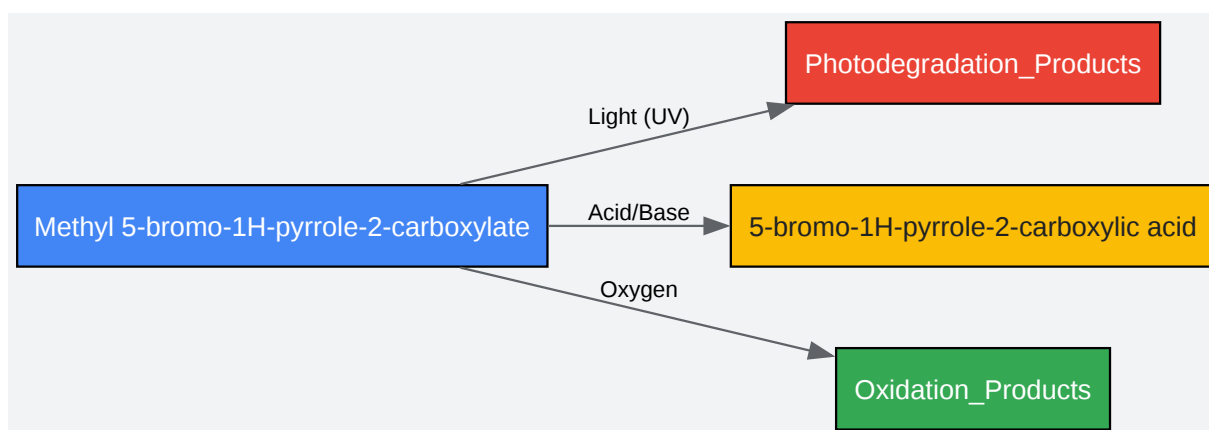 Photodegradation_Products
Light (UV)
Methyl 5-bromo-1H-pyrrole-2-carboxylate
Acid/Base
5-bromo-1H-pyrrole-2-carboxylic acid
Oxygen
Oxidation_Products